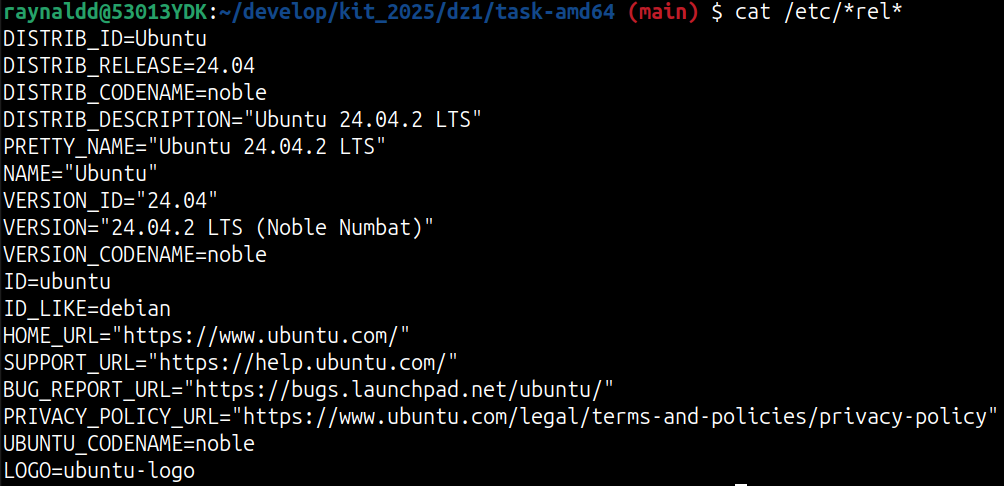 raynaldd@53013YDK:~/develop/kit_2025/dz1/task-amd64 (main) $ cat /etc/*rel*
DISTRIB_ID=Ubuntu
DISTRIB_RELEASE=24.04
DISTRIB_CODENAME=noble
DISTRIB_DESCRIPTION="Ubuntu 24.04.2 LTS"
PRETTY_NAME="Ubuntu 24.04.2 LTS"
NAME="Ubuntu"
VERSION_ID="24.04"
VERSION="24.04.2 LTS (Noble Numbat)"
VERSION_CODENAME=noble
ID=ubuntu
ID_LIKE=debian
HOME_URL="https://www.ubuntu.com/"
SUPPORT_URL="https://help.ubuntu.com/"
BUG_REPORT_URL="https://bugs.launchpad.net/ubuntu/"
PRIVACY_POLICY_URL="https://www.ubuntu.com/legal/terms-and-policies/privacy-policy"
UBUNTU_CODENAME=noble
LOGO=ubuntu-logo